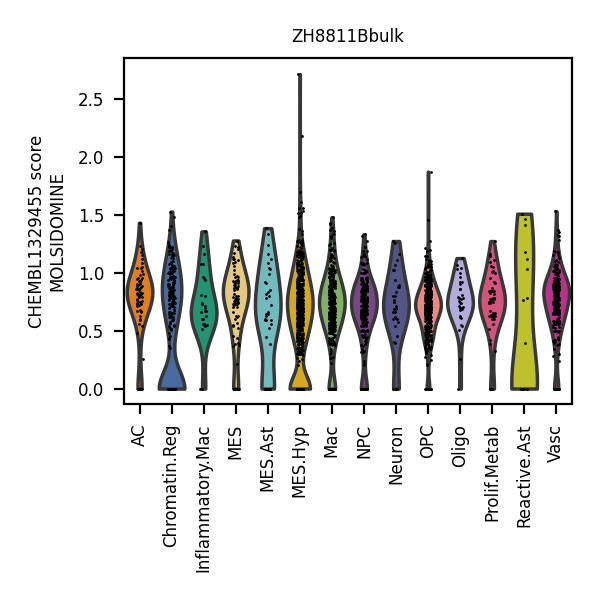 ZH8811Bbulk
CHEMBL1329455 score
MOLSIDOMINE
2.5
2.0
1.5
1.0
0.5
0.0
AC
Chromatin.Reg
Inflammatory.Mac
MES
MES.Ast
MES.Hyp
Mac
NPC
Neuron
OPC
Oligo
Prolif.Metab
Reactive.Ast
Vasc